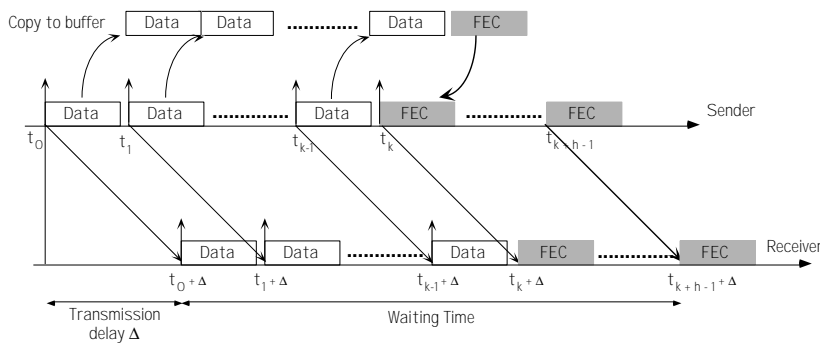 Copy to buffer Data Data Data FEC
Data Data Data FEC FEC Sender
t0 t1 tk-1 tk tk+h-1
Data Data Data FEC FEC Receiver
t0+Δ t1+Δ tk-1+Δ tk+Δ tk+h-1+Δ
Transmission
delay Δ
Waiting Time